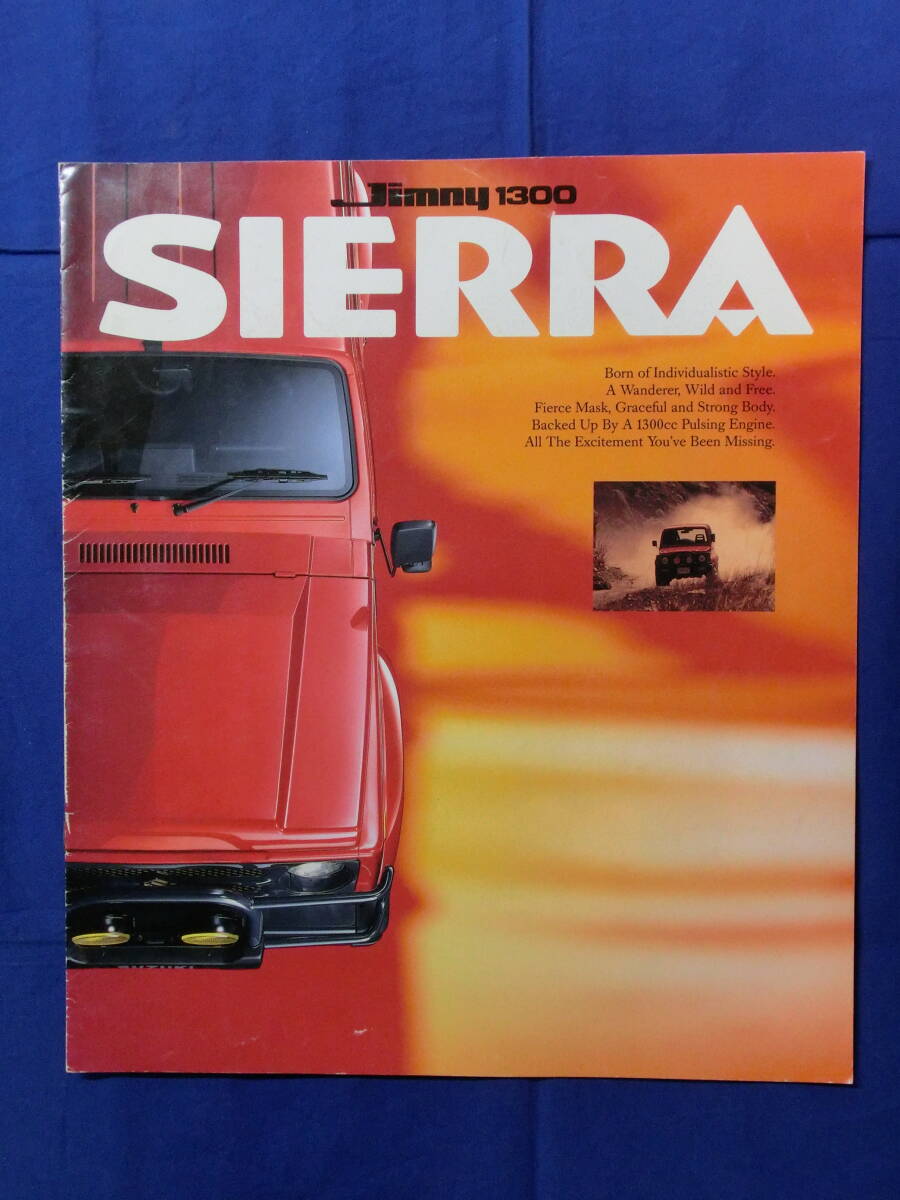 Jimny 1300
SIERRA
Born of Individualistic Style.
A Wanderer, Wild and Free.
Fierce Mask, Graceful and Strong Body.
Backed Up By A 1300cc Pulsing Engine.
All The Excitement You've Been Missing.